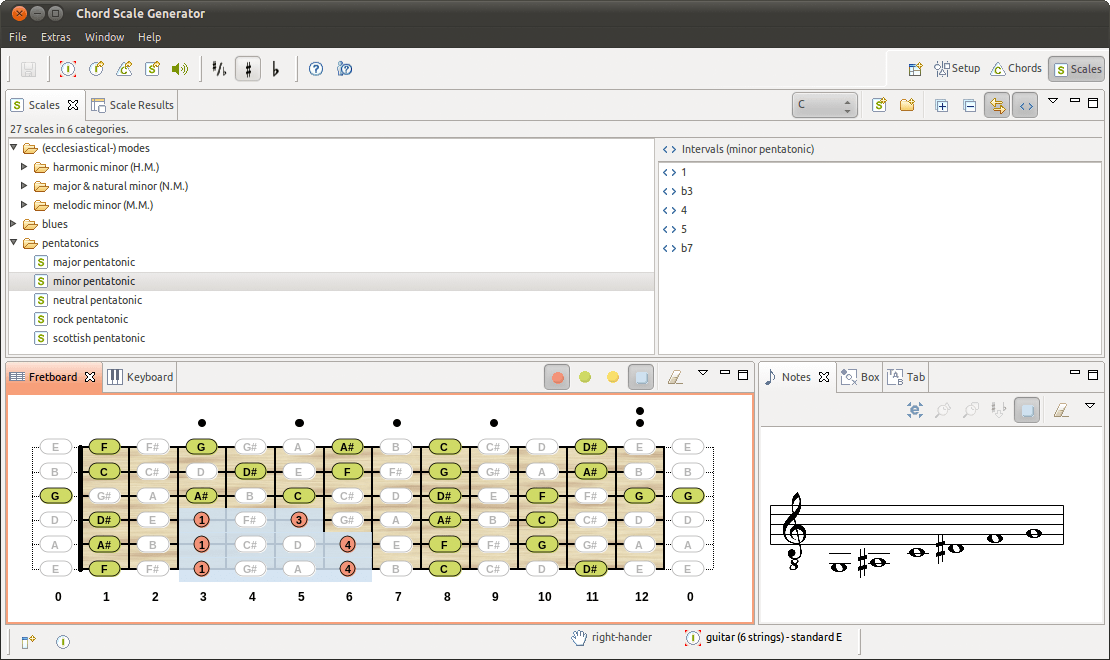 Chord Scale Generator
File Extras Window Help
Setup Chords Scales
Scales Scale Results C
27 scales in 6 categories.
(ecclesiastical-) modes
harmonic minor (H.M.)
major & natural minor (N.M.)
melodic minor (M.M.)
blues
pentatonics
major pentatonic
minor pentatonic
neutral pentatonic
rock pentatonic
scottish pentatonic
Intervals (minor pentatonic)
1
b3
4
5
b7
Fretboard Keyboard
E F F# G G# A A# B C C# D D# E E
B C C# D D# E F F# G G# A A# B B
G G# A A# B C C# D D# E F F# G G
D D# E 1 F# 3 G# A A# B C C# D D
A A# B 1 C# D 4 E F F# G G# A A
E F F# 1 G# A 4 B C C# D D# E E
0 1 2 3 4 5 6 7 8 9 10 11 12 0
Notes Box Tab
8
right-hander guitar (6 strings) - standard E